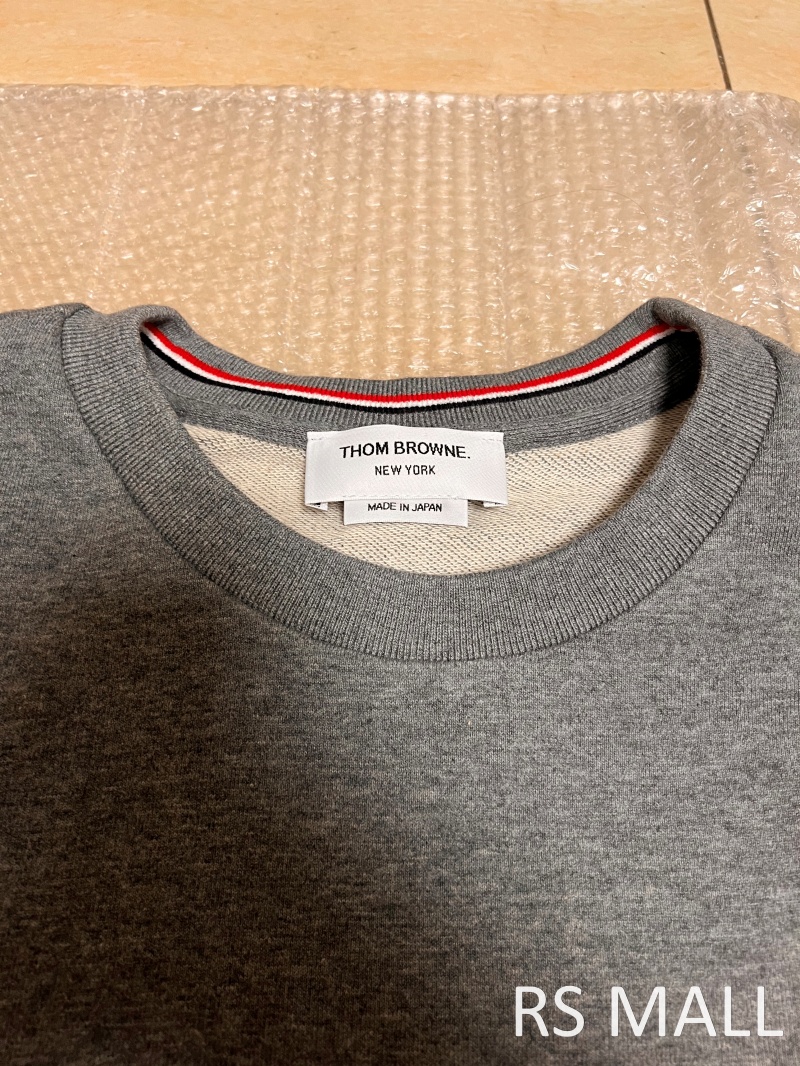 THOM BROWNE.
NEW YORK
MADE IN JAPAN
RS MALL